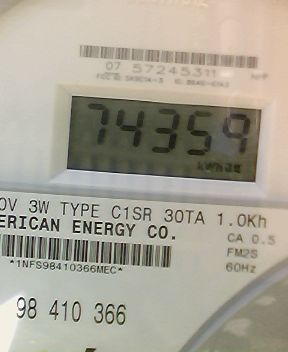 07 57245311
74359
kWh
0V 3W TYPE C1SR 30TA 1.0Kh
ERICAN ENERGY CO.
CA 0.5
FM2S
*1NFS98410366MEC*
60Hz
98 410 366